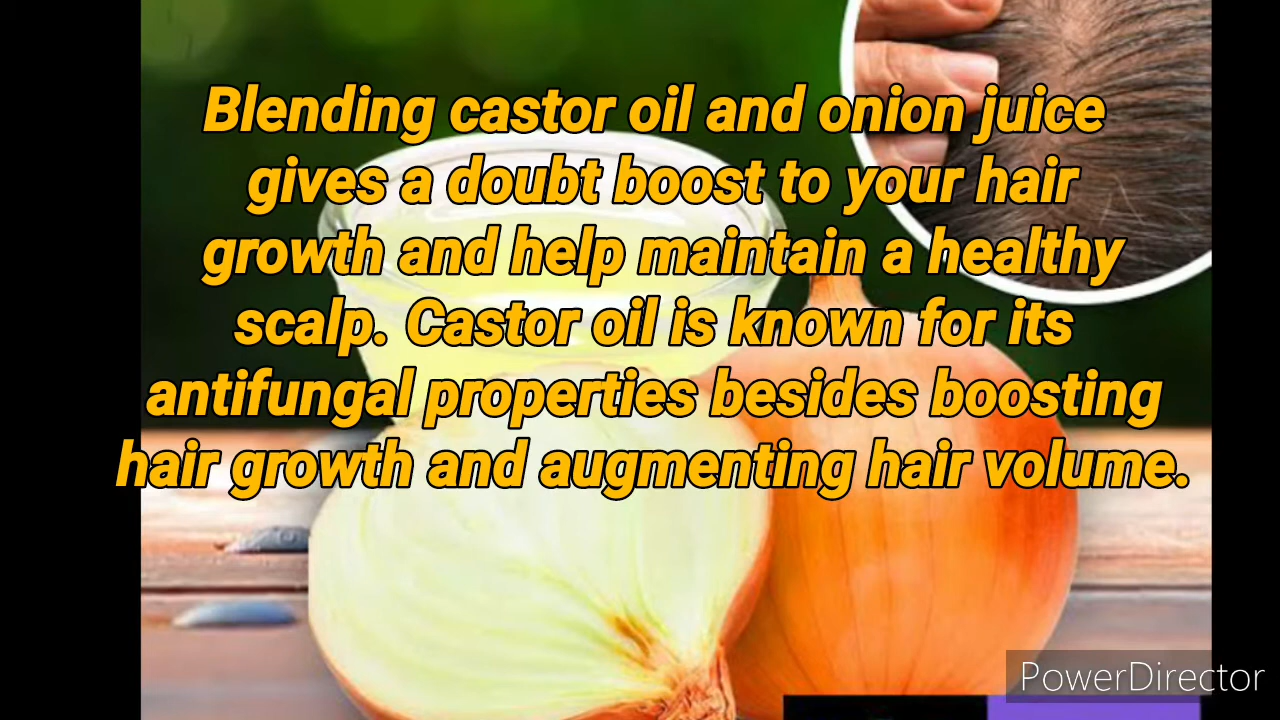 Blending castor oil and onion juice
gives a doubt boost to your hair
growth and help maintain a healthy
scalp. Castor oil is known for its
antifungal properties besides boosting
hair growth and augmenting hair volume.
PowerDirector